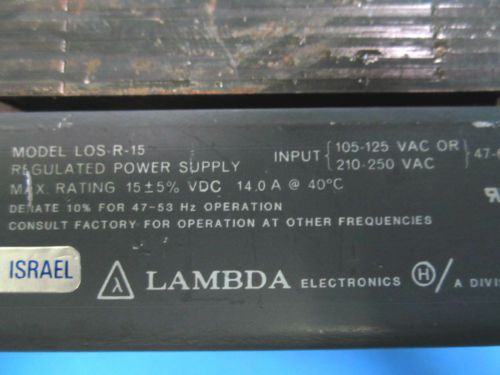 MODEL LOS-R-15
REGULATED POWER SUPPLY
INPUT { 105-125 VAC OR
210-250 VAC } 47-
MAX. RATING 15±5% VDC 14.0 A @ 40°C
DERATE 10% FOR 47-53 Hz OPERATION
CONSULT FACTORY FOR OPERATION AT OTHER FREQUENCIES
ISRAEL
λ LAMBDA ELECTRONICS Ⓗ/ A DIVIS